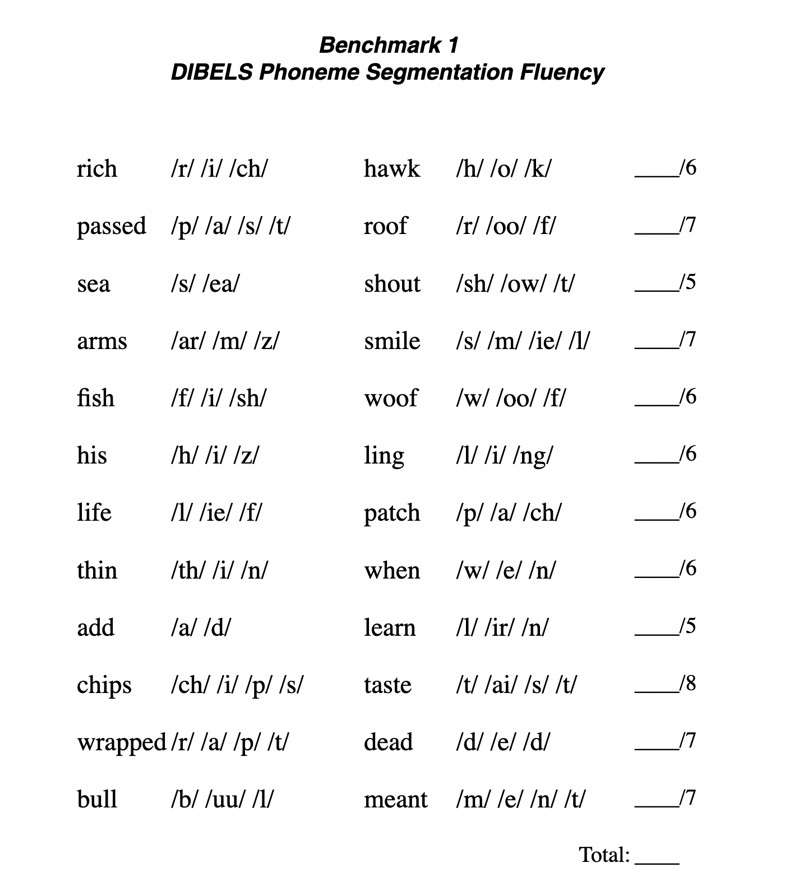 Benchmark 1
DIBELS Phoneme Segmentation Fluency
rich /r/ /i/ /ch/ hawk /h/ /o/ /k/ ____/6
passed /p/ /a/ /s/ /t/ roof /r/ /oo/ /f/ ____/7
sea /s/ /ea/ shout /sh/ /ow/ /t/ ____/5
arms /ar/ /m/ /z/ smile /s/ /m/ /ie/ /l/ ____/7
fish /f/ /i/ /sh/ woof /w/ /oo/ /f/ ____/6
his /h/ /i/ /z/ ling /l/ /i/ /ng/ ____/6
life /l/ /ie/ /f/ patch /p/ /a/ /ch/ ____/6
thin /th/ /i/ /n/ when /w/ /e/ /n/ ____/6
add /a/ /d/ learn /l/ /ir/ /n/ ____/5
chips /ch/ /i/ /p/ /s/ taste /t/ /ai/ /s/ /t/ ____/8
wrapped /r/ /a/ /p/ /t/ dead /d/ /e/ /d/ ____/7
bull /b/ /uu/ /l/ meant /m/ /e/ /n/ /t/ ____/7
Total: ____